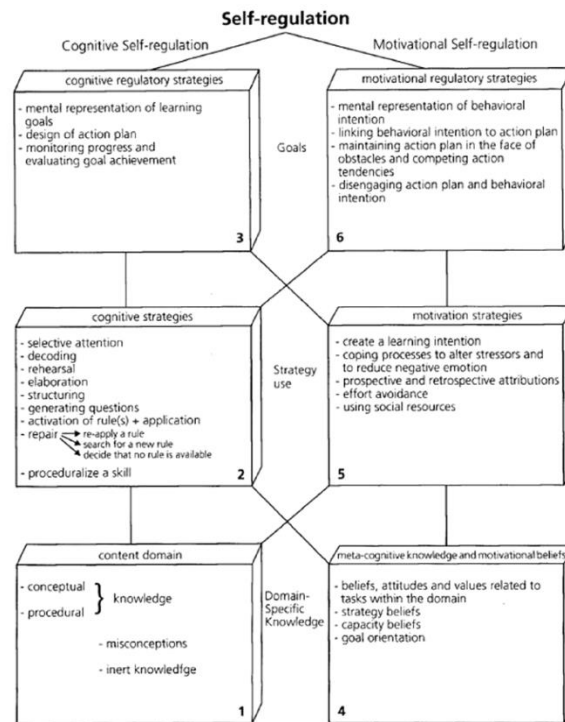 Self-regulation
Cognitive Self-regulation
Motivational Self-regulation
cognitive regulatory strategies
- mental representation of learning
goals
- design of action plan
- monitoring progress and
evaluating goal achievement
3
Goals
motivational regulatory strategies
- mental representation of behavioral
intention
- linking behavioral intention to action plan
- maintaining action plan in the face of
obstacles and competing action
tendencies
- disengaging action plan and behavioral
intention
6
cognitive strategies
- selective attention
- decoding
- rehearsal
- elaboration
- structuring
- generating questions
- activation of rule(s) + application
- repair
re-apply a rule
search for a new rule
decide that no rule is available
- proceduralize a skill
2
Strategy
use
motivation strategies
- create a learning intention
- coping processes to alter stressors and
to reduce negative emotion
- prospective and retrospective attributions
- effort avoidance
- using social resources
5
content domain
- conceptual
- procedural
} knowledge
- misconceptions
- inert knowledfge
1
Domain-
Specific
Knowledge
meta-cognitive knowledge and motivational beliefs
- beliefs, attitudes and values related to
tasks within the domain
- strategy beliefs
- capacity beliefs
- goal orientation
4